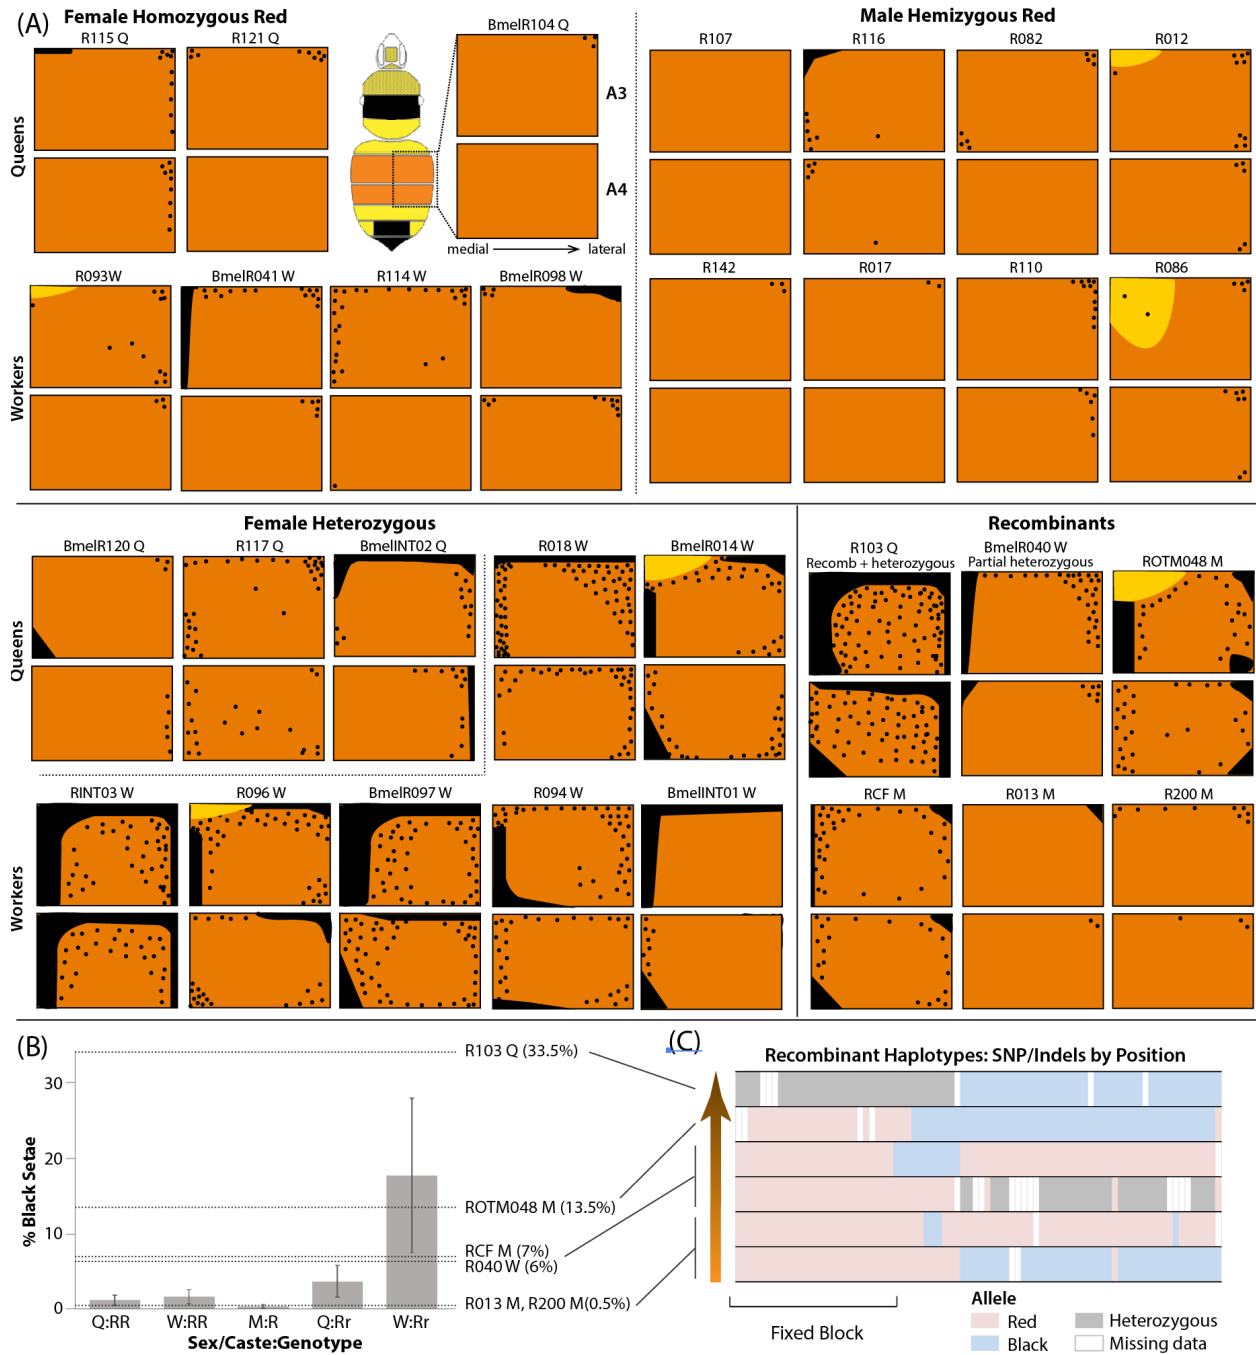 (A)
Female Homozygous Red
Male Hemizygous Red
R115 Q
R121 Q
BmelR104 Q
R107
R116
R082
R012
Queens
A3
A4
medial
lateral
R093W
BmelR041 W
R114 W
BmelR098 W
R142
R017
R110
R086
Workers
Female Heterozygous
Recombinants
BmelR120 Q
R117 Q
BmelINT02 Q
R018 W
BmelR014 W
R103 Q
Recomb + heterozygous
BmelR040 W
Partial heterozygous
ROTM048 M
Queens
RINT03 W
R096 W
BmelR097 W
R094 W
BmelINT01 W
RCF M
R013 M
R200 M
Workers
(B)
% Black Setae
30
20
10
0
Q:RR
W:RR
M:R
Q:Rr
W:Rr
Sex/Caste:Genotype
R103 Q (33.5%)
ROTM048 M (13.5%)
RCF M (7%)
R040 W (6%)
R013 M, R200 M(0.5%)
(C)
Recombinant Haplotypes: SNP/Indels by Position
Fixed Block
Allele
Red
Black
Heterozygous
Missing data